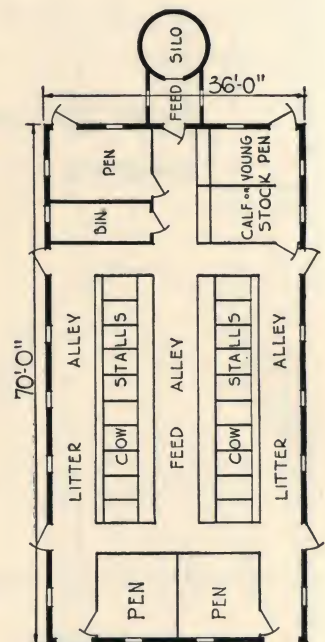 SILO
36'-0"
FEED
PEN
CALF OR YOUNG
STOCK PEN
BIN
70'-0"
LITTER ALLEY
COW STALLS
FEED ALLEY
COW STALLS
LITTER ALLEY
PEN
PEN